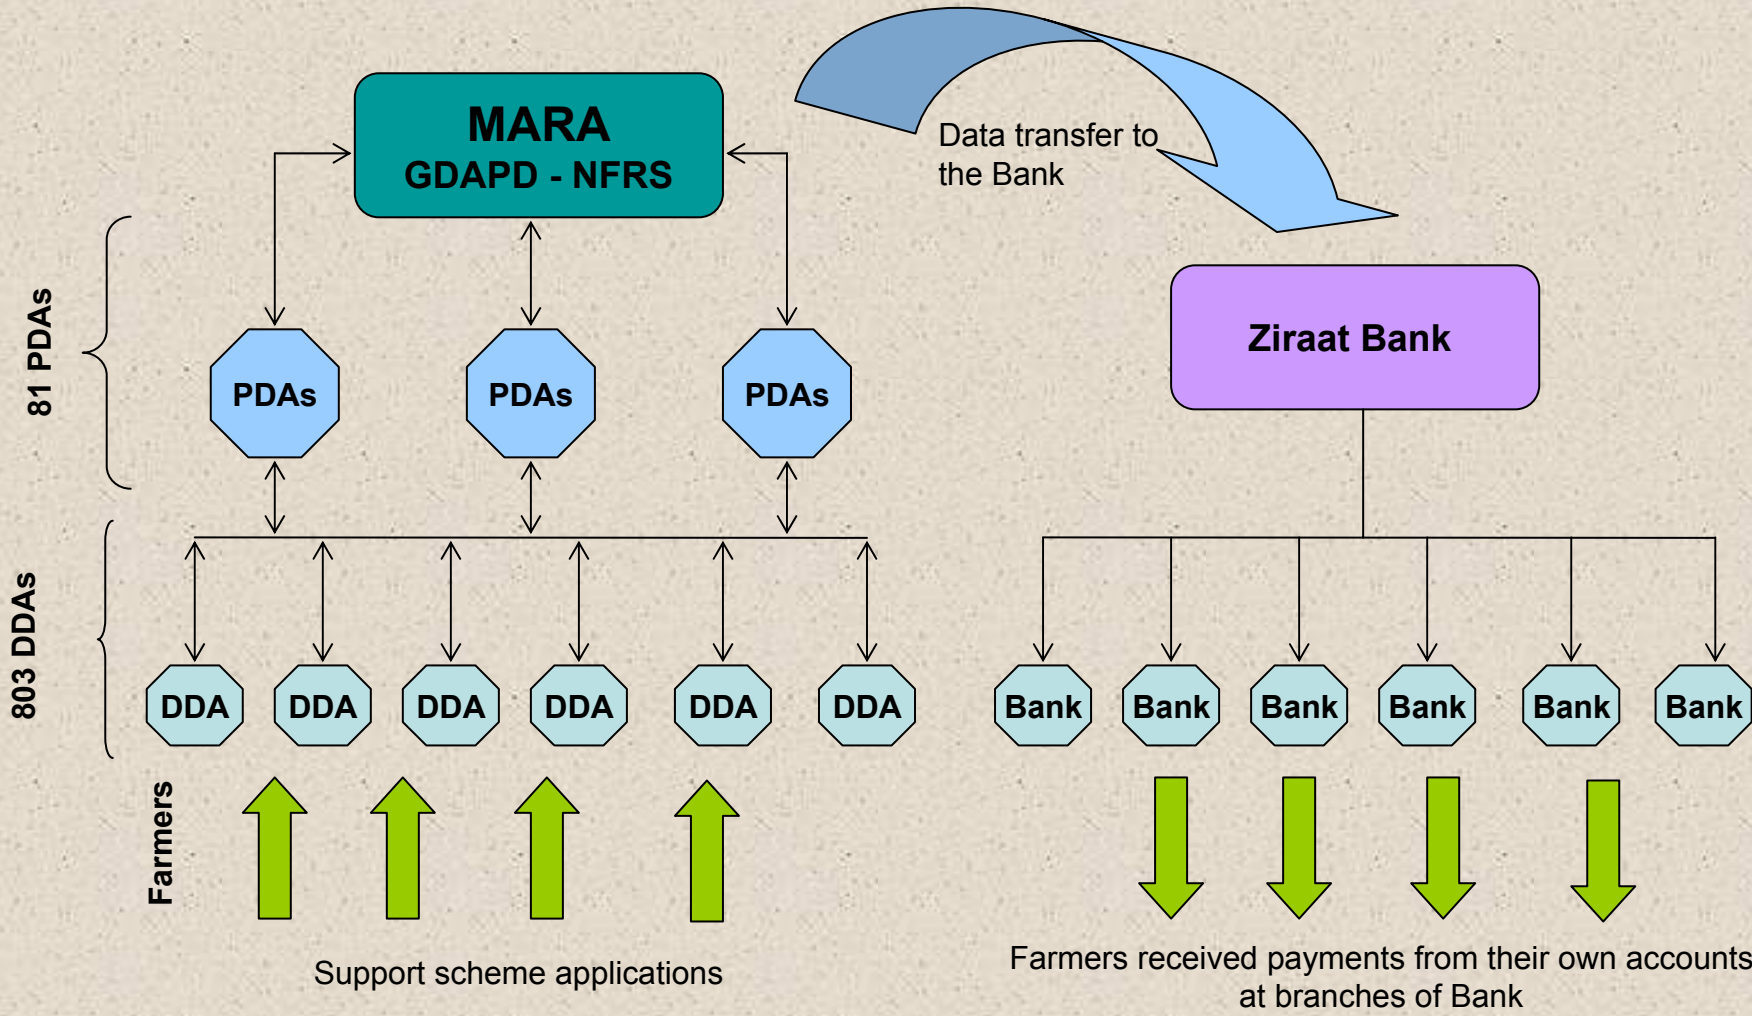 MARA
GDAPD - NFRS
Data transfer to
the Bank
81 PDAs
PDAs
PDAs
PDAs
Ziraat Bank
803 DDAs
DDA
DDA
DDA
DDA
DDA
DDA
Bank
Bank
Bank
Bank
Bank
Bank
Farmers
Support scheme applications
Farmers received payments from their own accounts
at branches of Bank